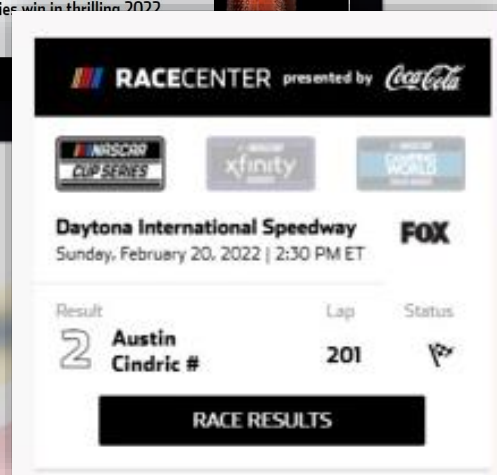 ies win in thrilling 2022
RACECENTER presented by Coca-Cola
NASCAR
CUP SERIES
xfinity
WORLD
Daytona International Speedway
FOX
Sunday, February 20, 2022 | 2:30 PM ET
Result Lap Status
2 Austin Cindric # 201
RACE RESULTS